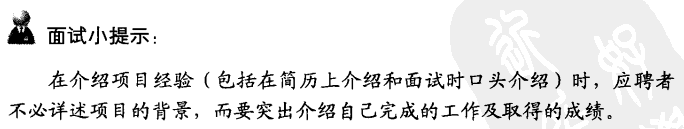 面试小提示：
在介绍项目经验（包括在简历上介绍和面试时口头介绍）时，应聘者
不必详述项目的背景，而要突出介绍自己完成的工作及取得的成绩。